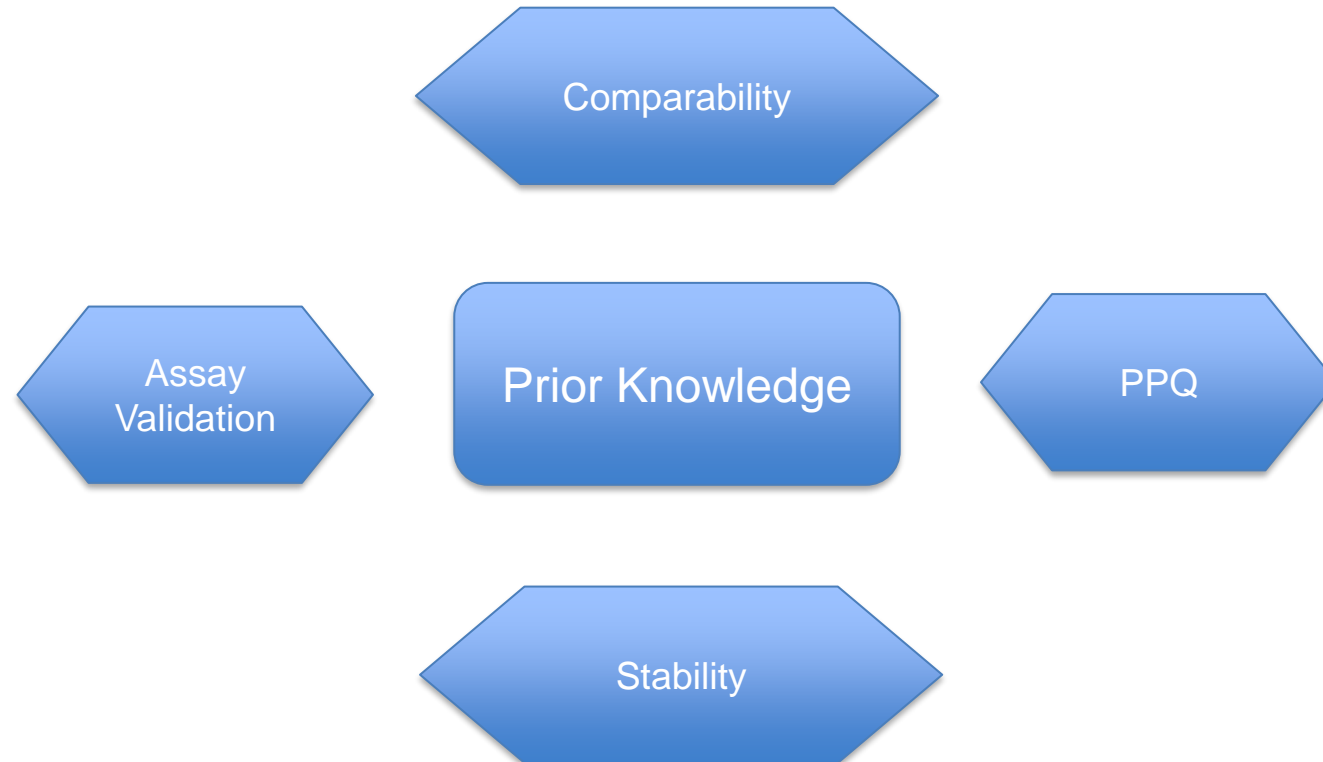 Comparability
Assay
Validation
Prior Knowledge
PPQ
Stability